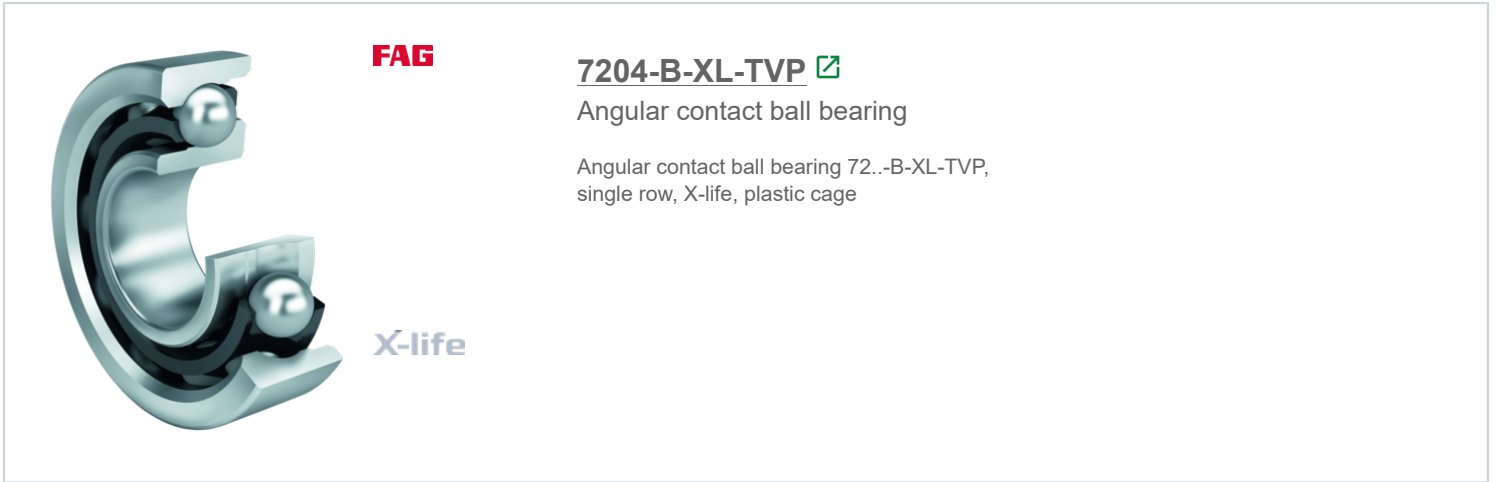 FAG
7204-B-XL-TVP
Angular contact ball bearing
Angular contact ball bearing 72..-B-XL-TVP,
single row, X-life, plastic cage
X-life